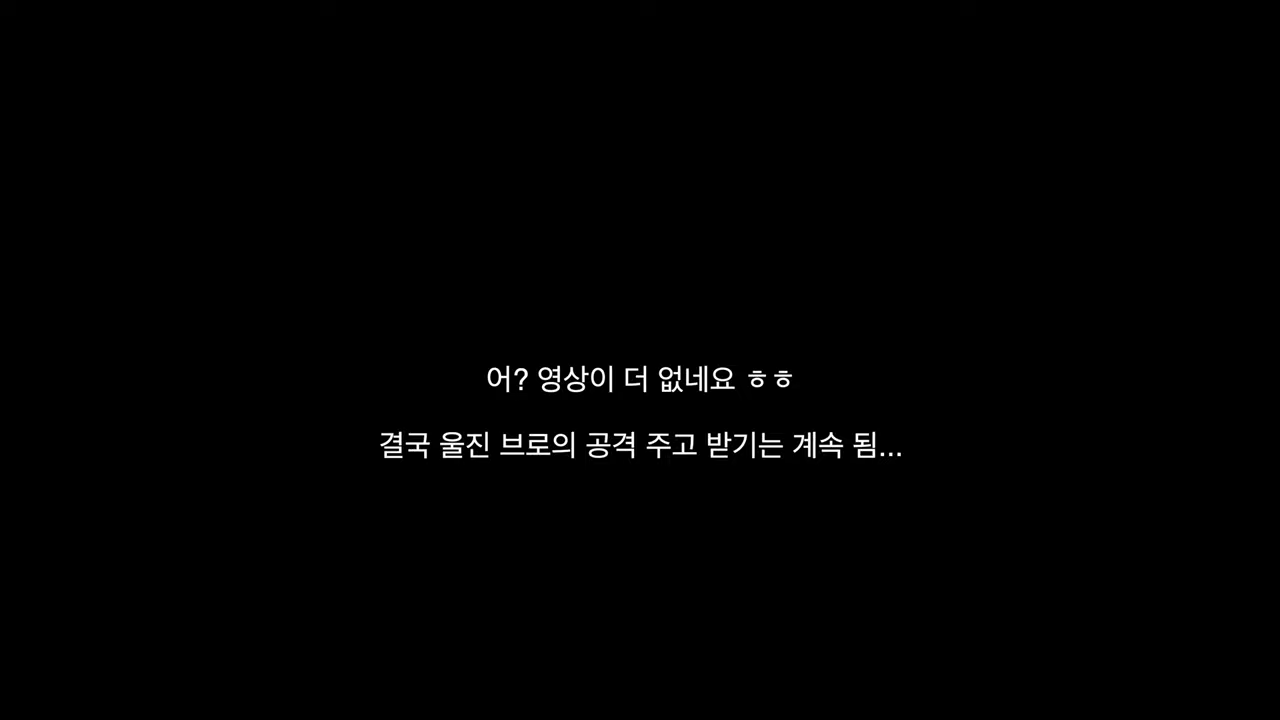 어? 영상이 더 없네요 ㅎㅎ
결국 울진 브로의 공격 주고 받기는 계속 됨...